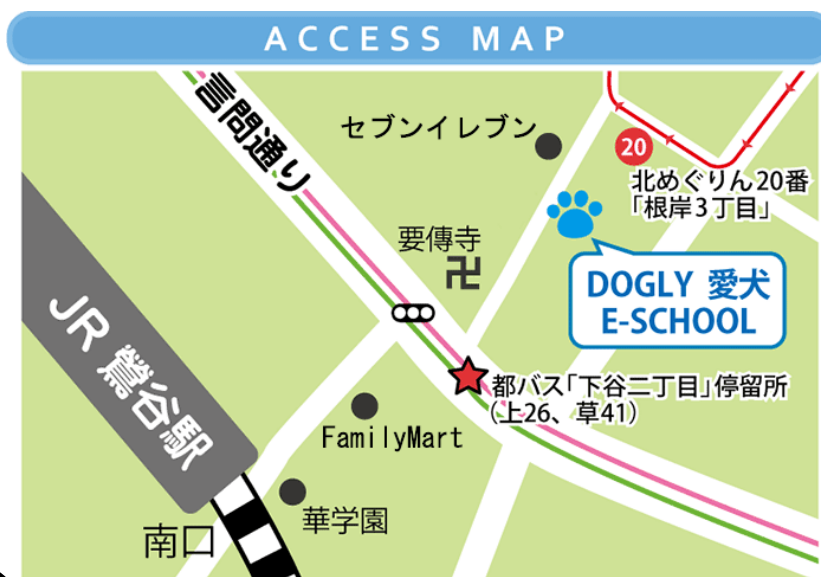 ACCESS MAP
言問通り
セブンイレブン
20
北めぐりん20番
「根岸3丁目」
要傳寺
卍
DOGLY 愛犬
E-SCHOOL
JR 鶯谷駅
都バス「下谷二丁目」停留所
(上26、草41)
FamilyMart
華学園
南口